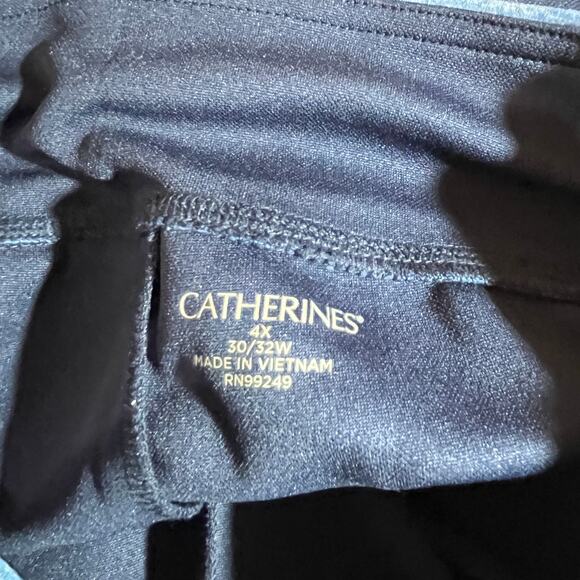 CATHERINES®
4X
30/32W
MADE IN VIETNAM
RN99249